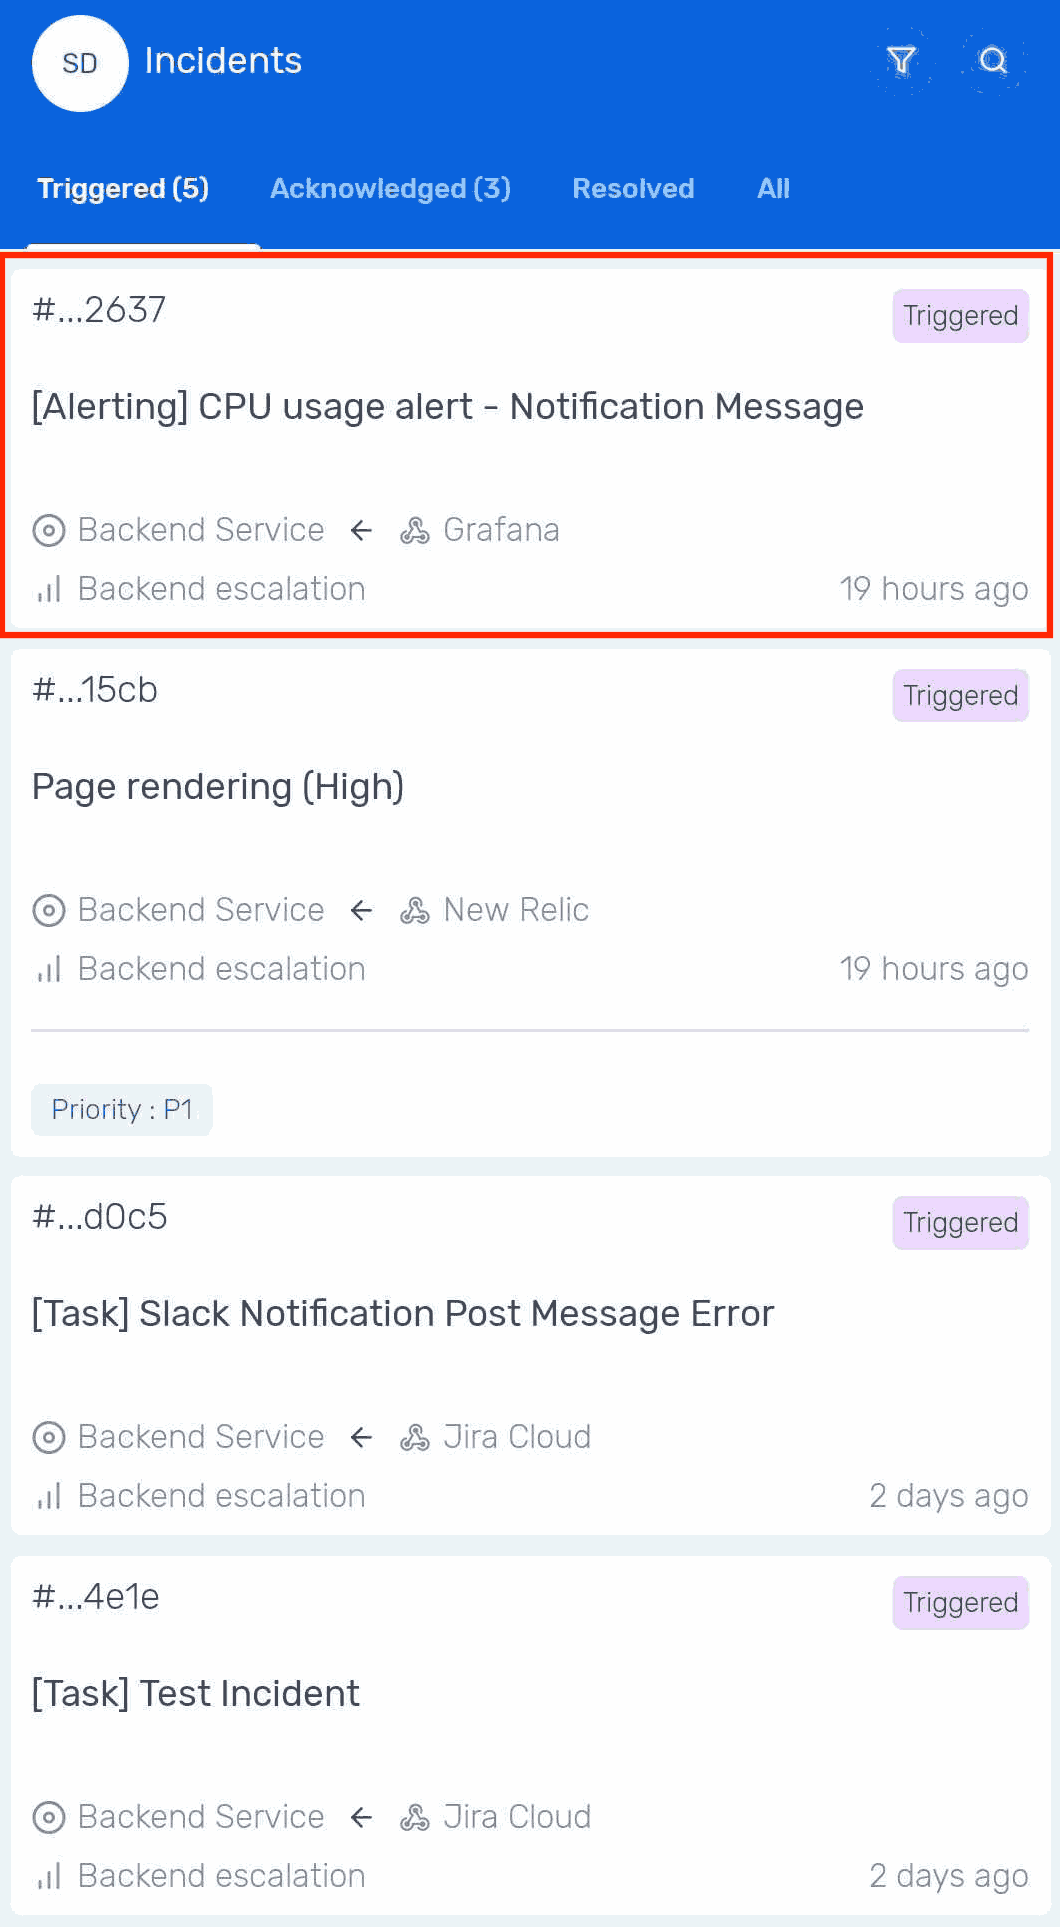 SD Incidents
Triggered (5) Acknowledged (3) Resolved All
#...2637 Triggered
[Alerting] CPU usage alert - Notification Message
Backend Service ← Grafana
Backend escalation 19 hours ago
#...15cb Triggered
Page rendering (High)
Backend Service ← New Relic
Backend escalation 19 hours ago
Priority : P1
#...d0c5 Triggered
[Task] Slack Notification Post Message Error
Backend Service ← Jira Cloud
Backend escalation 2 days ago
#...4e1e Triggered
[Task] Test Incident
Backend Service ← Jira Cloud
Backend escalation 2 days ago